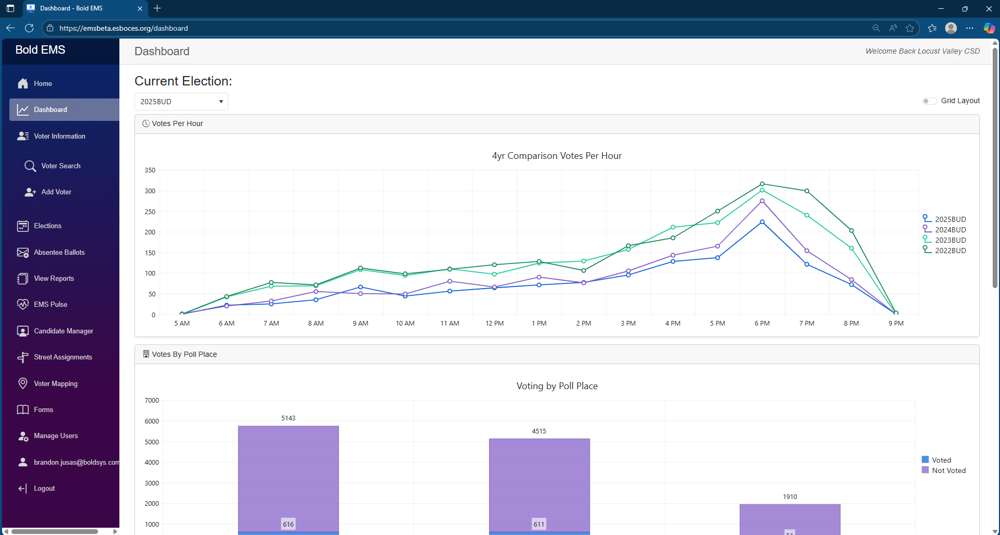 Dashboard - Bold EMS
https://emsbeta.esboces.org/dashboard
Bold EMS
Home
Dashboard
Voter Information
Voter Search
Add Voter
Elections
Absentee Ballots
View Reports
EMS Pulse
Candidate Manager
Street Assignments
Voter Mapping
Forms
Manage Users
brandon.jusas@boldsys.com
Logout
Dashboard
Welcome Back Locust Valley CSD
Current Election:
2025BUD
Grid Layout
Votes Per Hour
4yr Comparison Votes Per Hour
350
300
250
200
150
100
50
0
5 AM 6 AM 7 AM 8 AM 9 AM 10 AM 11 AM 12 PM 1 PM 2 PM 3 PM 4 PM 5 PM 6 PM 7 PM 8 PM 9 PM
2025BUD
2024BUD
2023BUD
2022BUD
Votes By Poll Place
Voting by Poll Place
7000
6000
5000
4000
3000
2000
1000
5143
616
4515
611
1910
Voted
Not Voted